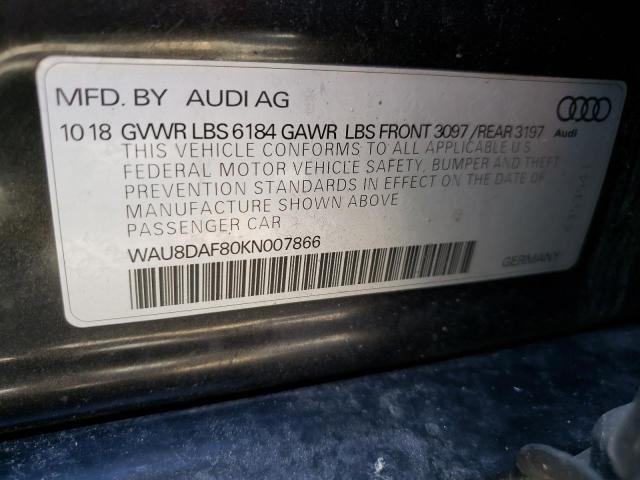 MFD. BY AUDI AG
10 18 GVWR LBS 6184 GAWR LBS FRONT 3097 /REAR 3197
Audi
THIS VEHICLE CONFORMS TO ALL APPLICABLE U S
FEDERAL MOTOR VEHICLE SAFETY, BUMPER AND THEFT
PREVENTION STANDARDS IN EFFECT ON THE DATE OF
MANUFACTURE SHOWN ABOVE
PASSENGER CAR
WAU8DAF80KN007866
GERMANY